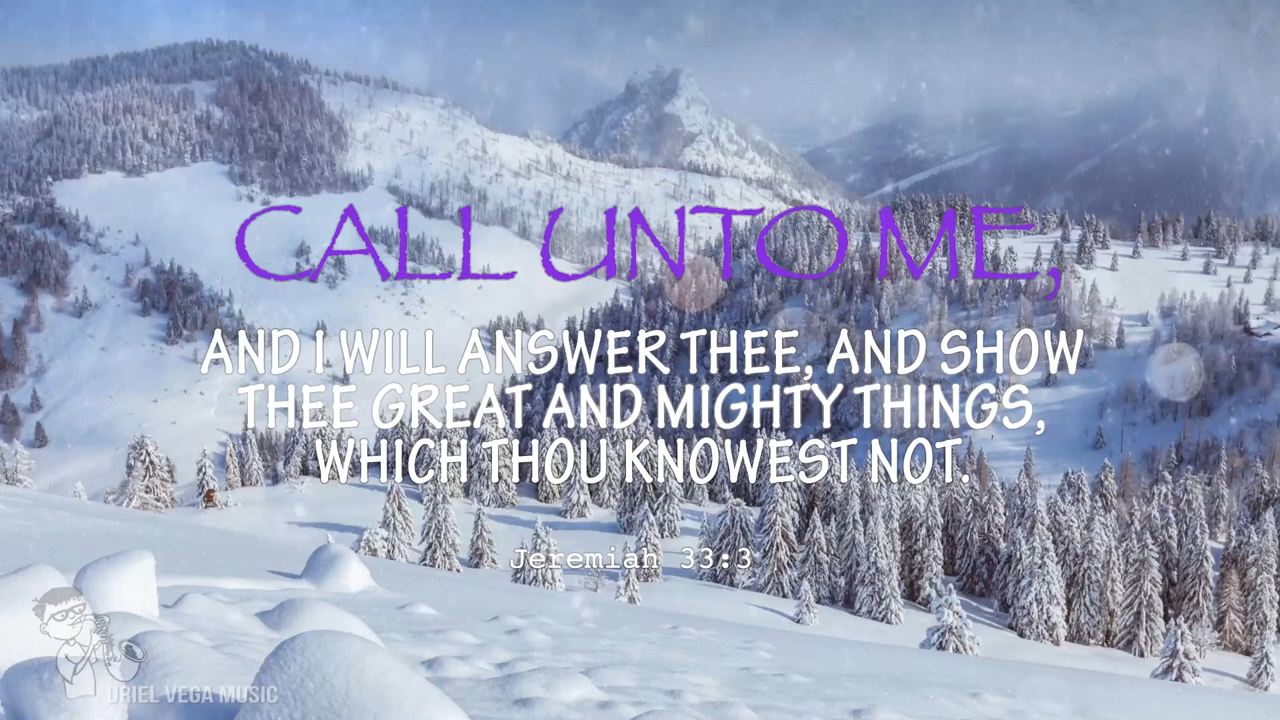 CALL UNTO ME,
AND I WILL ANSWER THEE, AND SHOW
THEE GREAT AND MIGHTY THINGS,
WHICH THOU KNOWEST NOT.
Jeremiah 33:3
URIEL VEGA MUSIC